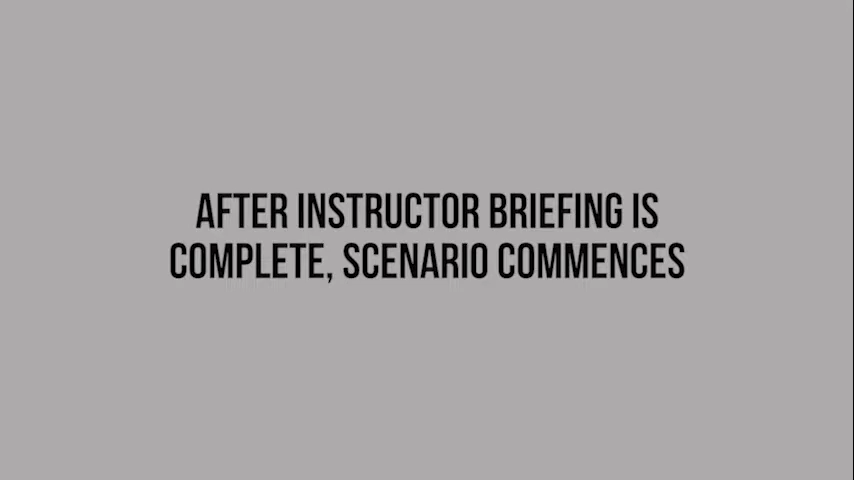 AFTER INSTRUCTOR BRIEFING IS
COMPLETE, SCENARIO COMMENCES